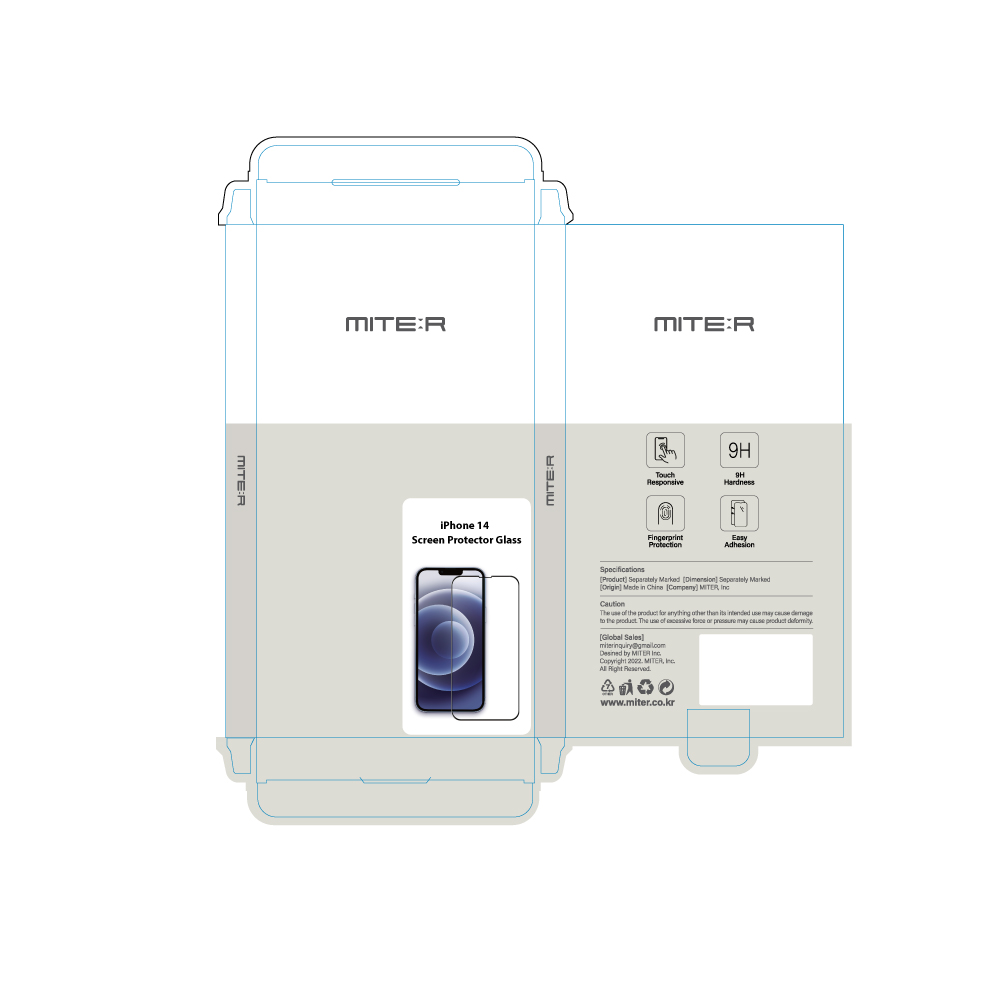 MITE:R
MITE:R
MITE:R
MITE:R
iPhone 14
Screen Protector Glass
Touch
Responsive
9H
9H
Hardness
Fingerprint
Protection
Easy
Adhesion
Specifications
[Product] Separately Marked [Dimension] Separately Marked
[Origin] Made in China [Company] MITER, Inc
Caution
The use of the product for anything other than its intended use may cause demage
to the product. The use of excessive force or pressure may cause product deformity.
[Global Sales]
miterinquiry@gmail.com
Desined by MITER Inc.
Copyright 2022. MITER, Inc.
All Right Reserved.
www.miter.co.kr